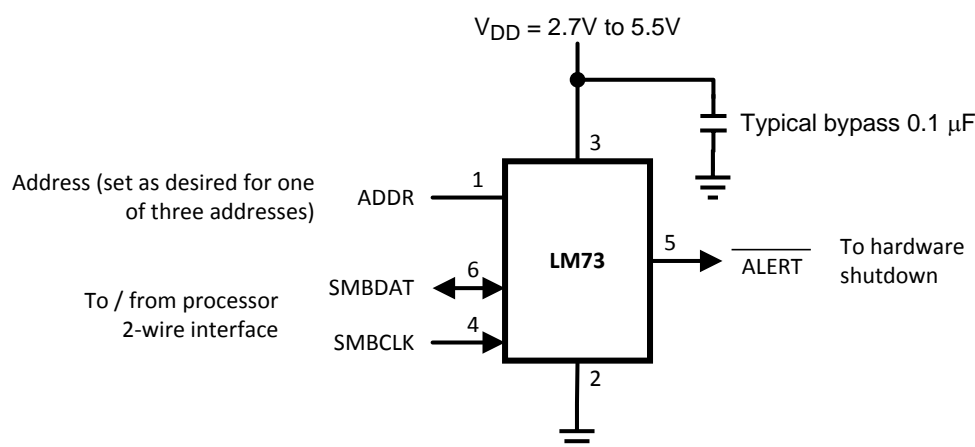 V_DD = 2.7V to 5.5V
Typical bypass 0.1 μF
3
Address (set as desired for one
of three addresses)
ADDR
1
LM73
5
ALERT
To hardware
shutdown
To / from processor
2-wire interface
SMBDAT
6
SMBCLK
4
2